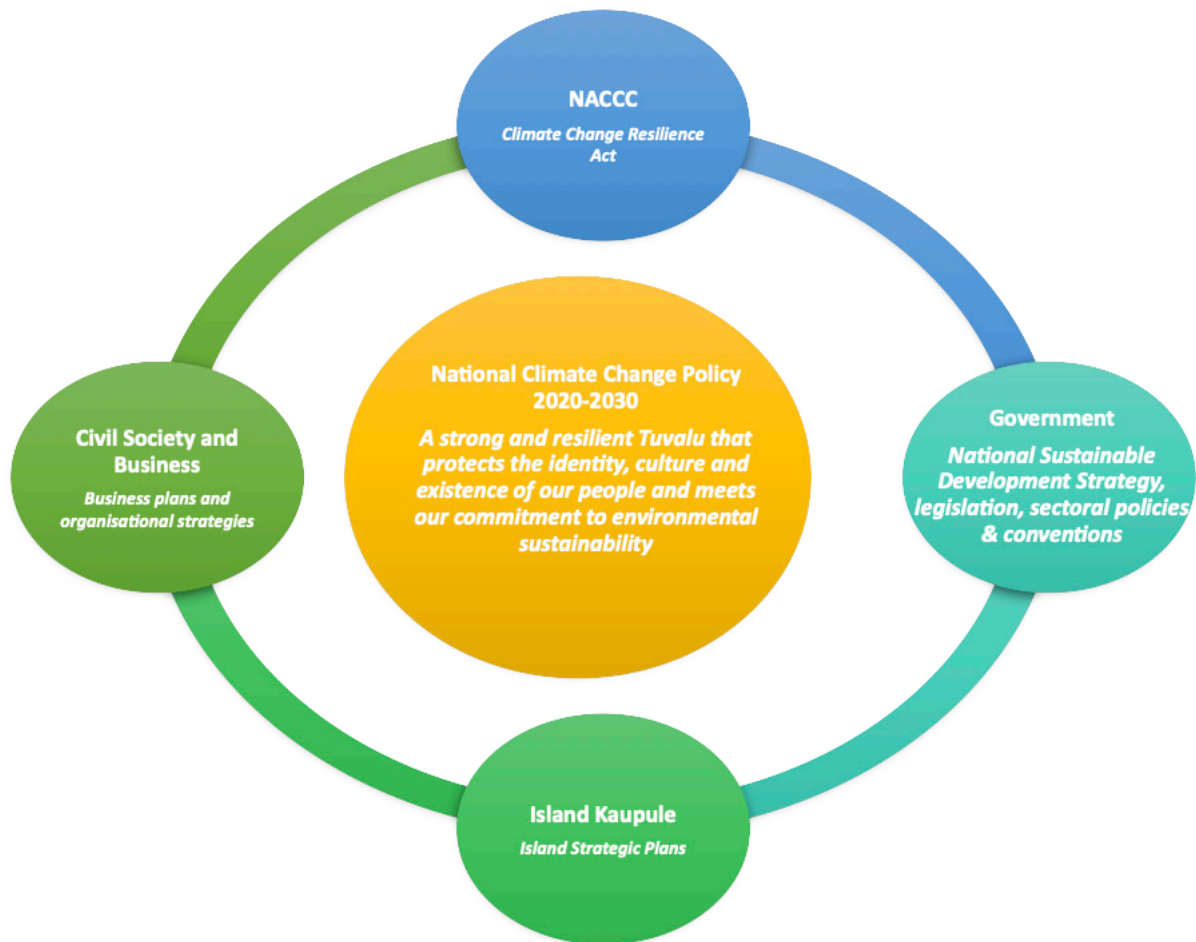 NACCC
Climate Change Resilience
Act
National Climate Change Policy
2020-2030
A strong and resilient Tuvalu that
protects the identity, culture and
existence of our people and meets
our commitment to environmental
sustainability
Civil Society and
Business
Business plans and
organisational strategies
Government
National Sustainable
Development Strategy,
legislation, sectoral policies
& conventions
Island Kaupule
Island Strategic Plans